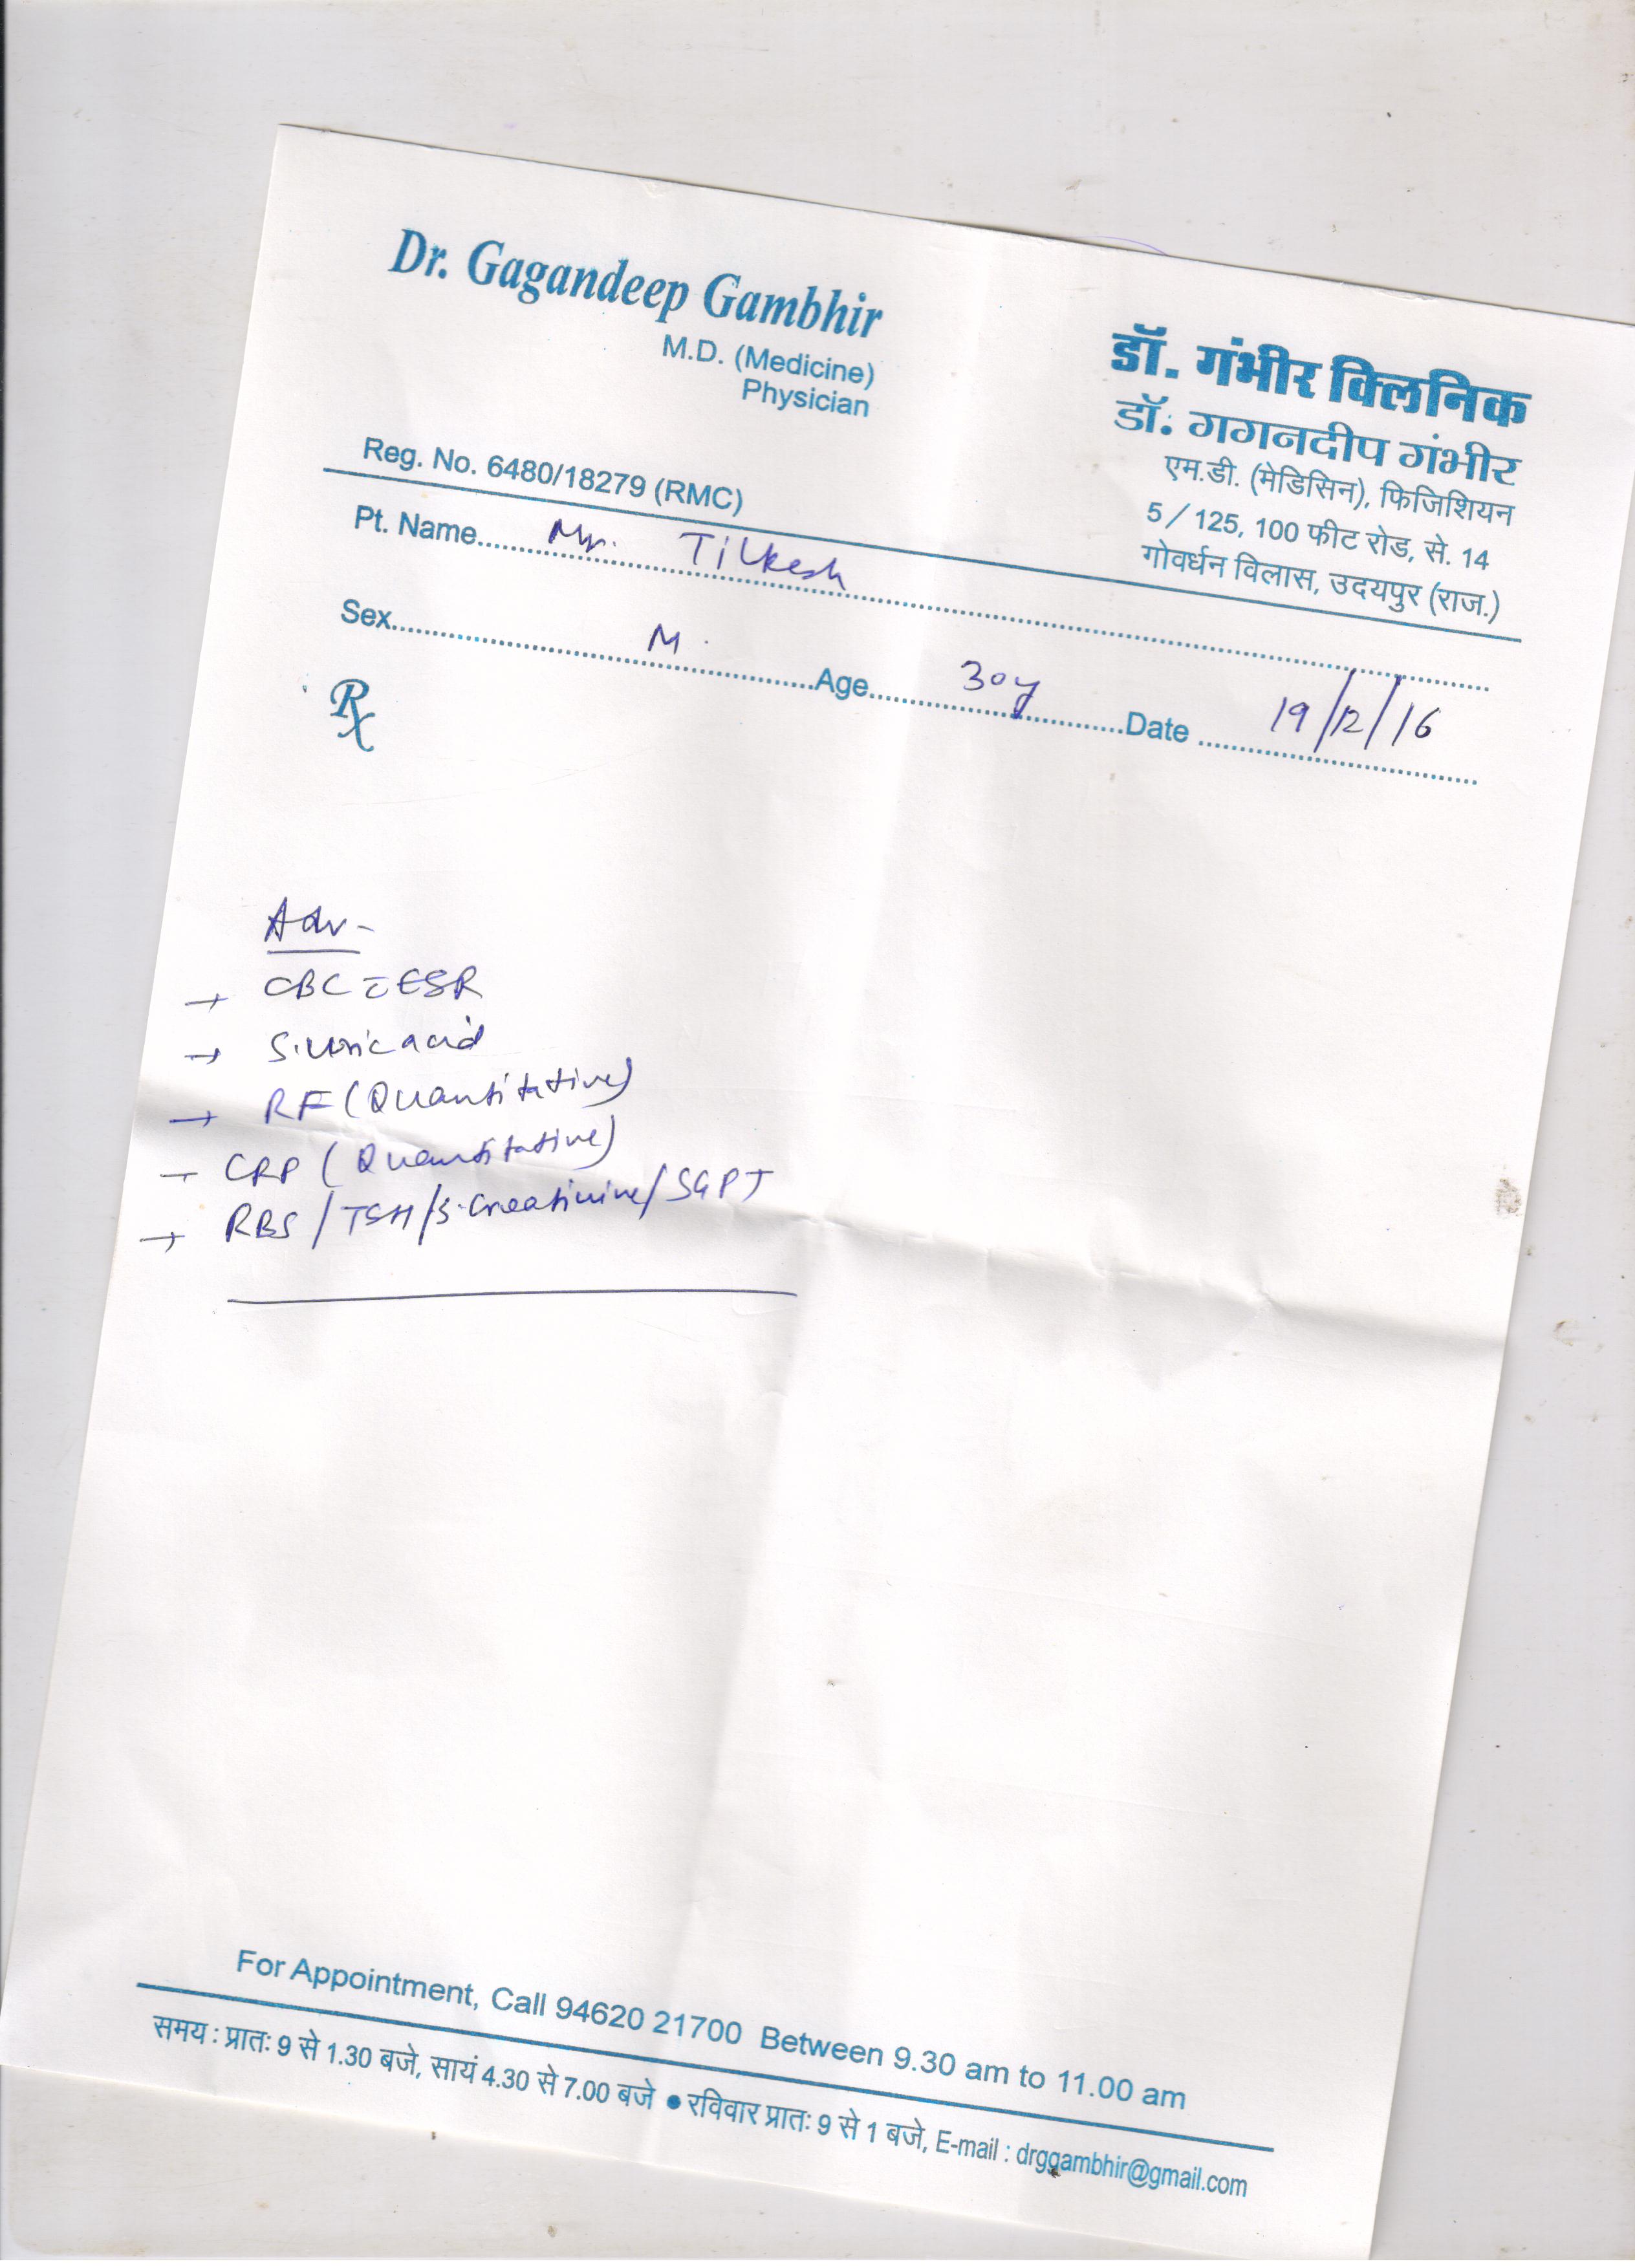 Dr. Gagandeep Gambhir
M.D. (Medicine)
Physician
Reg. No. 6480/18279 (RMC)
डॉ. गंभीर क्लिनिक
डॉ. गगनदीप गंभीर
एम.डी. (मेडिसिन), फिजिशियन
5 / 125, 100 फीट रोड, से. 14
गोवर्धन विलास, उदयपुर (राज.)
Pt. Name Mr. Tilkesh
Sex M. Age 30y Date 19/12/16
Rx
Adv -
→ CBC c̄ ESR
→ S. Uric acid
→ RF (Quantitative)
→ CRP (Quantitative)
→ RBS / TSH / S. Creatinine / SGPT
For Appointment, Call 94620 21700 Between 9.30 am to 11.00 am
समय : प्रातः 9 से 1.30 बजे, सायं 4.30 से 7.00 बजे ● रविवार प्रातः 9 से 1 बजे, E-mail : drggambhir@gmail.com